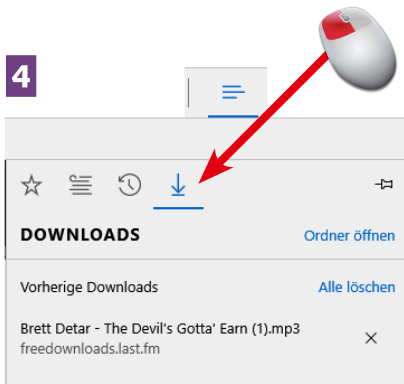 4
DOWNLOADS
Ordner öffnen
Vorherige Downloads
Alle löschen
Brett Detar - The Devil's Gotta' Earn (1).mp3
freedownloads.last.fm